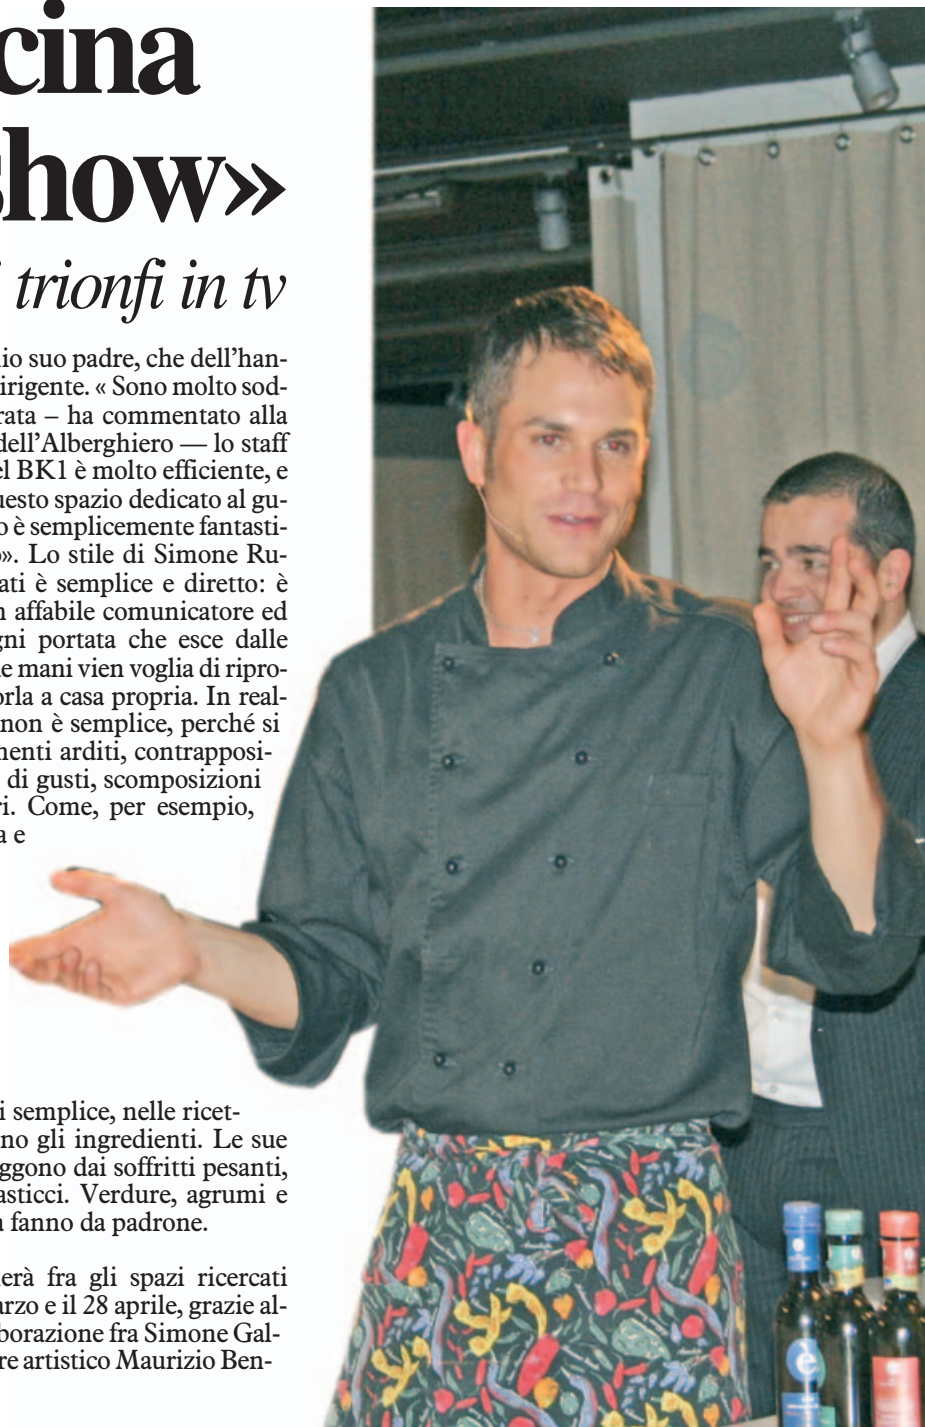 cina
show»
i trionfi in tv
io suo padre, che dell'han-
irigente. « Sono molto sod-
rata – ha commentato alla
dell'Alberghiero — lo staff
el BK1 è molto efficiente, e
uesto spazio dedicato al gu-
o è semplicemente fantasti-
o». Lo stile di Simone Ru-
ati è semplice e diretto: è
n affabile comunicatore ed
gni portata che esce dalle
e mani vien voglia di ripro-
orla a casa propria. In real-
non è semplice, perché si
menti arditi, contrapposi-
di gusti, scomposizioni
ri. Come, per esempio,
a e
i semplice, nelle ricet-
no gli ingredienti. Le sue
ggono dai soffritti pesanti,
asticci. Verdure, agrumi e
a fanno da padrone.
erà fra gli spazi ricercati
arzo e il 28 aprile, grazie al-
borazione fra Simone Gal-
re artistico Maurizio Ben-
è